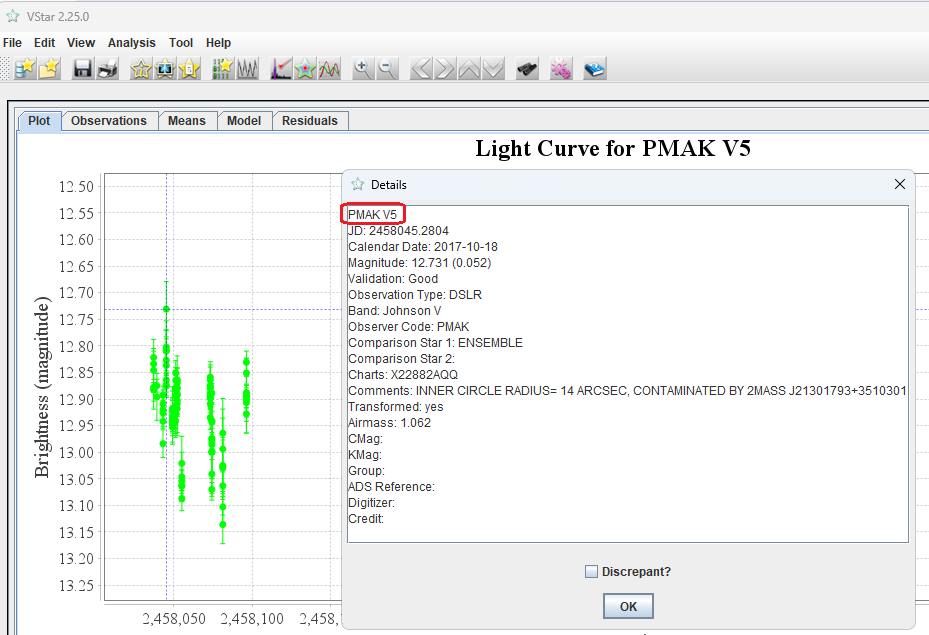 VStar 2.25.0
File Edit View Analysis Tool Help
Plot Observations Means Model Residuals
Light Curve for PMAK V5
Details
PMAK V5
JD: 2458045.2804
Calendar Date: 2017-10-18
Magnitude: 12.731 (0.052)
Validation: Good
Observation Type: DSLR
Band: Johnson V
Observer Code: PMAK
Comparison Star 1: ENSEMBLE
Comparison Star 2:
Charts: X22882AQQ
Comments: INNER CIRCLE RADIUS= 14 ARCSEC, CONTAMINATED BY 2MASS J21301793+3510301
Transformed: yes
Airmass: 1.062
CMag:
KMag:
Group:
ADS Reference:
Digitizer:
Credit:
Discrepant?
OK
Brightness (magnitude)
12.50
12.55
12.60
12.65
12.70
12.75
12.80
12.85
12.90
12.95
13.00
13.05
13.10
13.15
13.20
13.25
2,458,050 2,458,100 2,458,